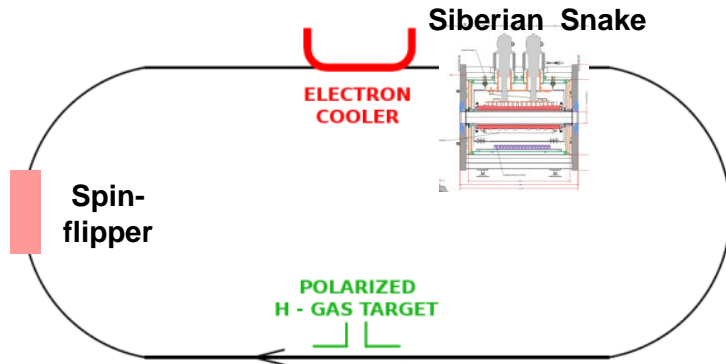 Siberian Snake
ELECTRON
COOLER
Spin-
flipper
POLARIZED
H - GAS TARGET